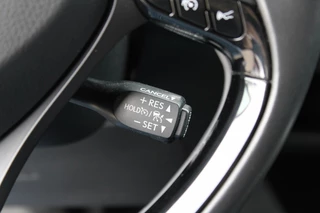 CANCEL
+ RES ▲
HOLD(⏲)/ ◄
− SET ▼